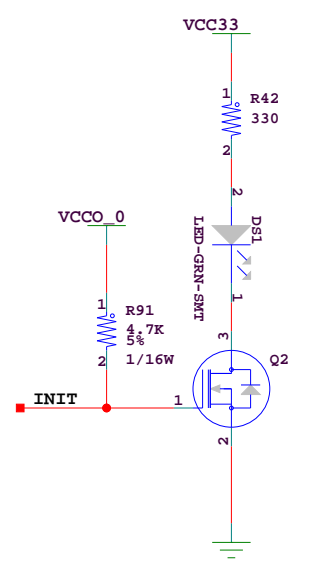 VCC33
1
R42
330
2
2
VCCO_0
LED-GRN-SMT
DS1
1
1
R91
4.7K
5%
2
1/16W
3
Q2
INIT
1
2